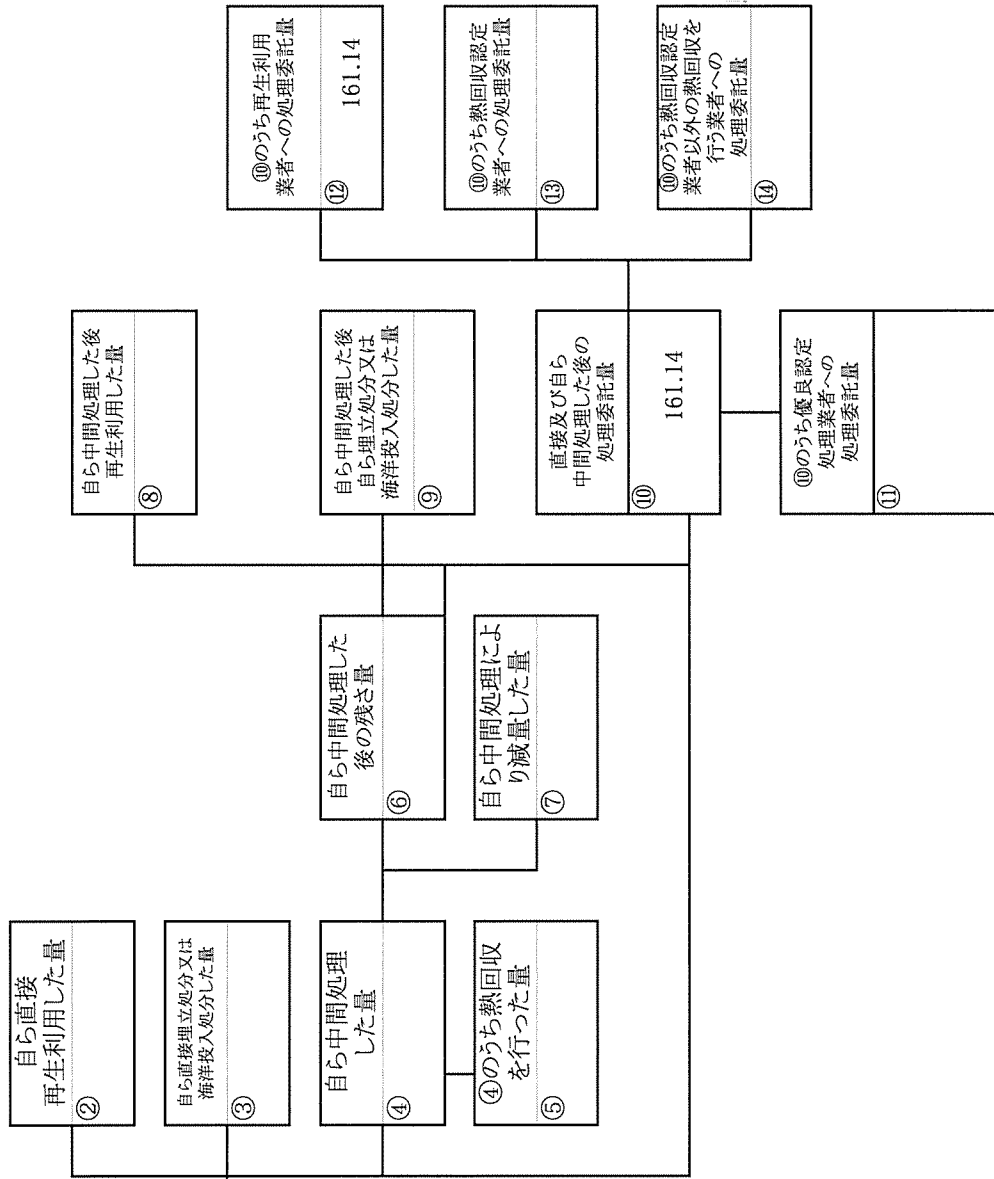 自ら直接
再生利用した量
②
自ら直接埋立処分又は
海洋投入処分した量
③
自ら中間処理
した量
④
④のうち熱回収
を行った量
⑤
自ら中間処理した
後の残さ量
⑥
自ら中間処理によ
り減量した量
⑦
自ら中間処理した後
再生利用した量
⑧
自ら中間処理した後
自ら埋立処分又は
海洋投入処分した量
⑨
直接及び自ら
中間処理した後の
処理委託量
⑩
161.14
⑩のうち優良認定
処理業者への
処理委託量
⑪
⑩のうち再生利用
業者への処理委託量
⑫
161.14
⑩のうち熱回収認定
業者への処理委託量
⑬
⑩のうち熱回収認定
業者以外の熱回収を
行う業者への
処理委託量
⑭